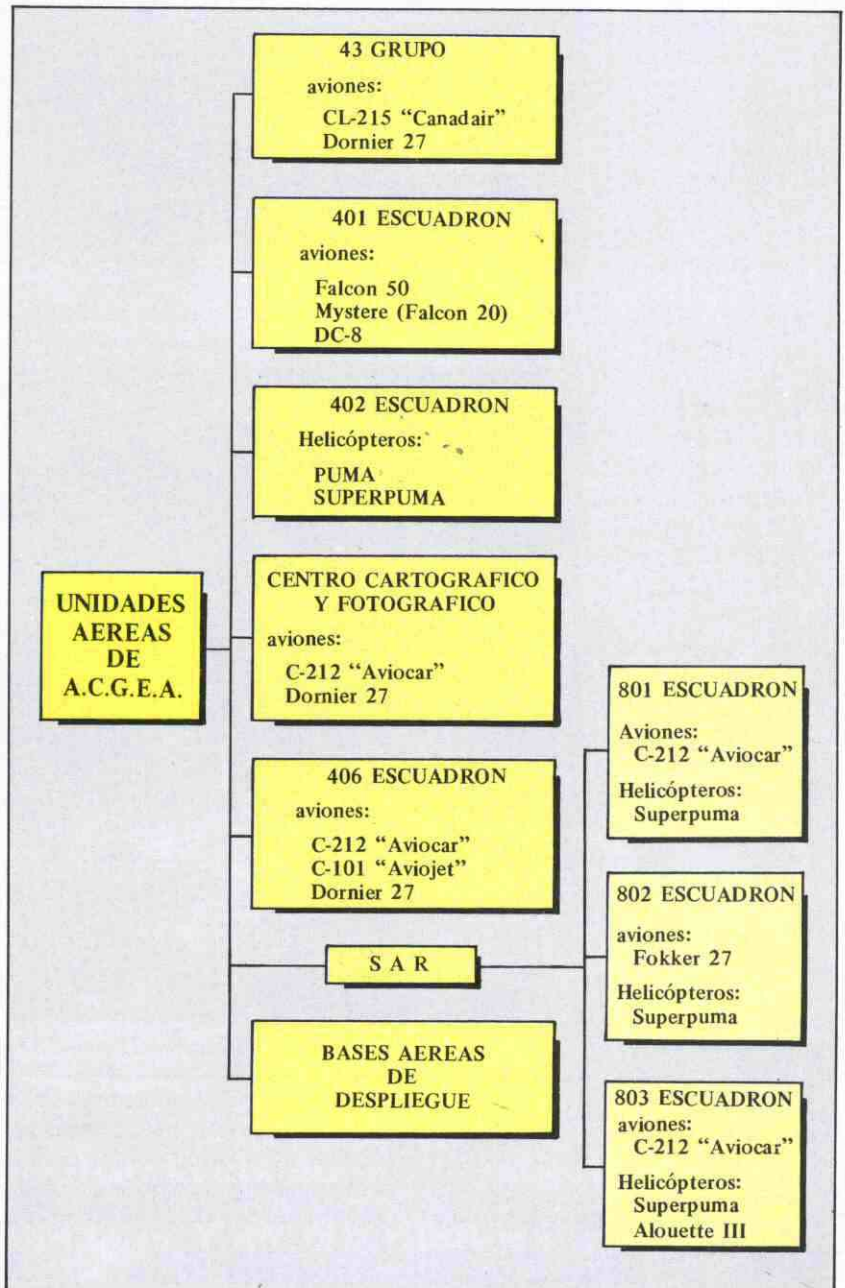 43 GRUPO
aviones:
CL-215 “Canadair”
Dornier 27
401 ESCUADRON
aviones:
Falcon 50
Mystere (Falcon 20)
DC-8
402 ESCUADRON
Helicópteros:
PUMA
SUPERPUMA
UNIDADES
AEREAS
DE
A.C.G.E.A.
CENTRO CARTOGRAFICO
Y FOTOGRAFICO
aviones:
C-212 “Aviocar”
Dornier 27
406 ESCUADRON
aviones:
C-212 “Aviocar”
C-101 “Aviojet”
Dornier 27
S A R
BASES AEREAS
DE
DESPLIEGUE
801 ESCUADRON
Aviones:
C-212 “Aviocar”
Helicópteros:
Superpuma
802 ESCUADRON
aviones:
Fokker 27
Helicópteros:
Superpuma
803 ESCUADRON
aviones:
C-212 “Aviocar”
Helicópteros:
Superpuma
Alouette III